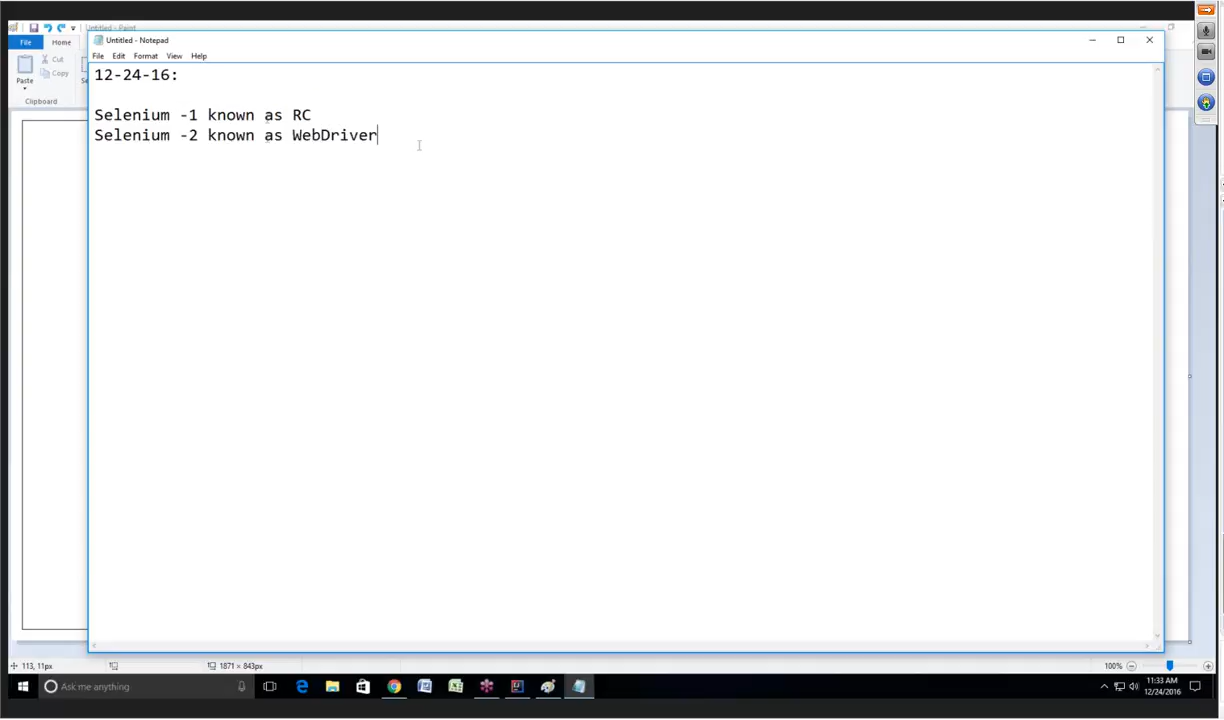 Untitled - Paint
File
Home
Untitled - Notepad
File Edit Format View Help
Paste
Cut
Copy
Clipboard
12-24-16:
Selenium -1 known as RC
Selenium -2 known as WebDriver
113, 11px
1871 × 843px
100%
Ask me anything
11:33 AM
12/24/2016